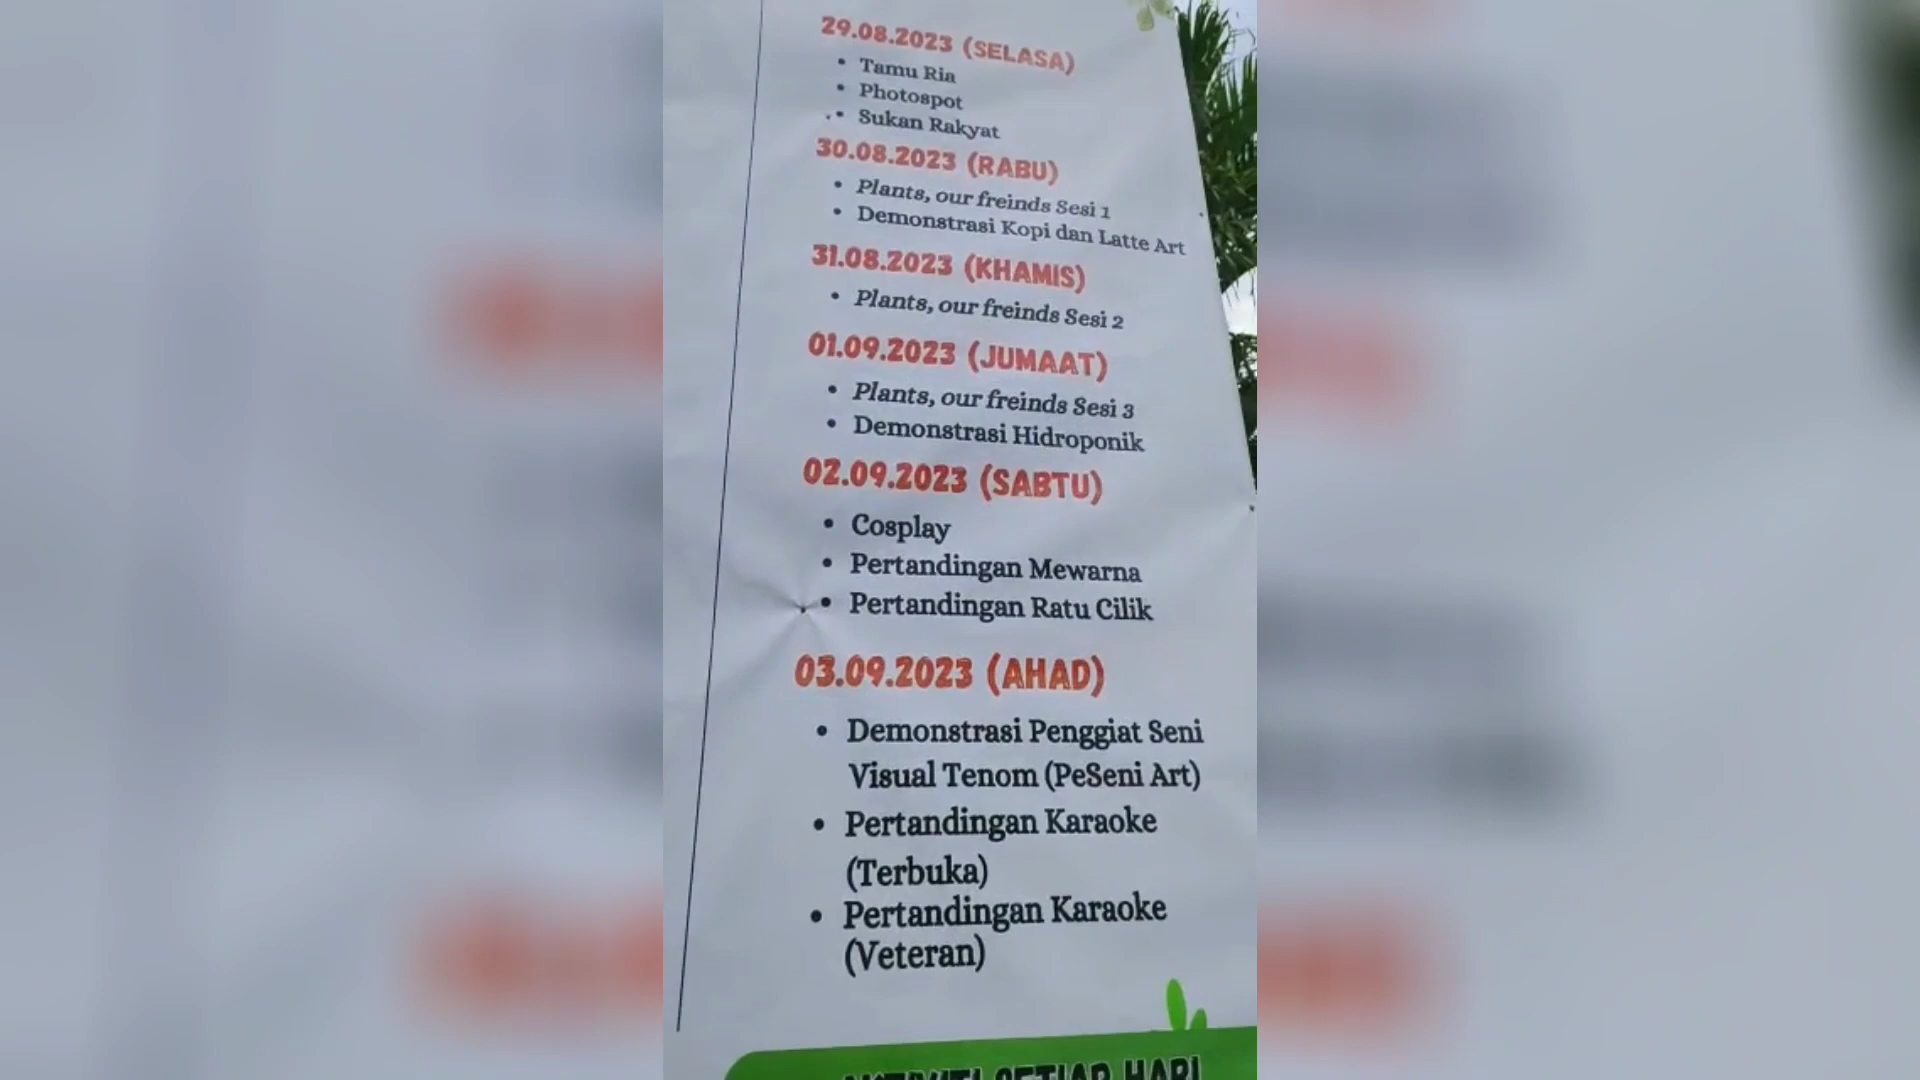 29.08.2023 (SELASA)
• Tamu Ria
• Photospot
• Sukan Rakyat
30.08.2023 (RABU)
• Plants, our freinds Sesi 1
• Demonstrasi Kopi dan Latte Art
31.08.2023 (KHAMIS)
• Plants, our freinds Sesi 2
01.09.2023 (JUMAAT)
• Plants, our freinds Sesi 3
• Demonstrasi Hidroponik
02.09.2023 (SABTU)
• Cosplay
• Pertandingan Mewarna
• Pertandingan Ratu Cilik
03.09.2023 (AHAD)
• Demonstrasi Penggiat Seni
Visual Tenom (PeSeni Art)
• Pertandingan Karaoke
(Terbuka)
• Pertandingan Karaoke
(Veteran)
SETIAP HARI